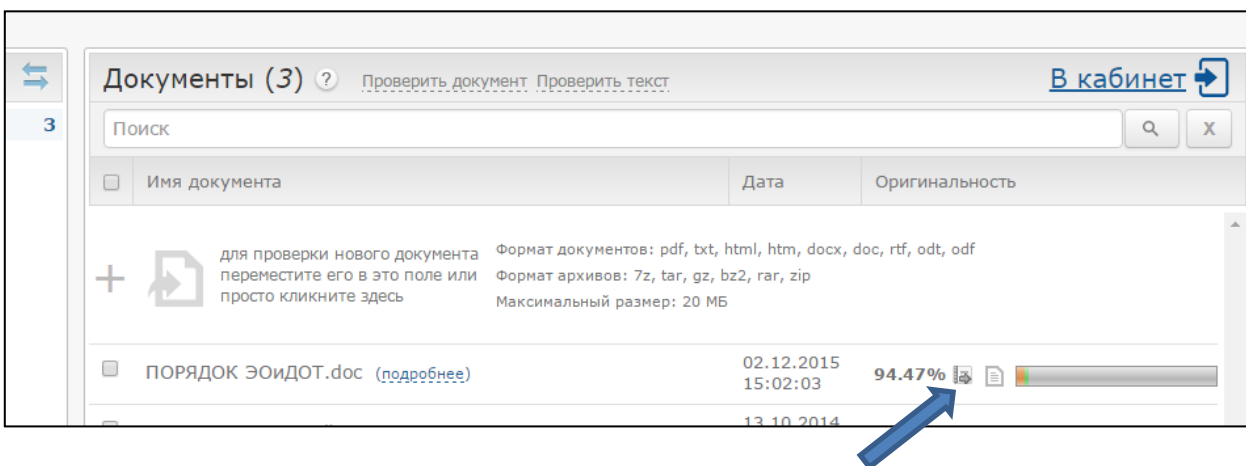 Документы (3) ? Проверить документ Проверить текст В кабинет
3
Поиск X
Имя документа Дата Оригинальность
для проверки нового документа
переместите его в это поле или
просто кликните здесь
Формат документов: pdf, txt, html, htm, docx, doc, rtf, odt, odf
Формат архивов: 7z, tar, gz, bz2, rar, zip
Максимальный размер: 20 МБ
ПОРЯДОК ЭОиДОТ.doc (подробнее) 02.12.2015
15:02:03 94.47%
13.10.2014